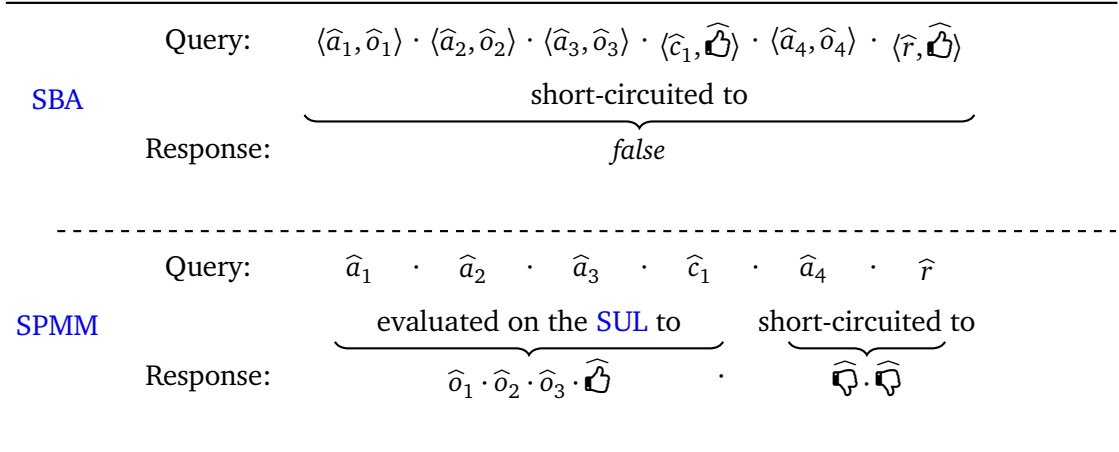 Query: ⟨â₁,ô₁⟩ · ⟨â₂,ô₂⟩ · ⟨â₃,ô₃⟩ · ⟨ĉ₁,👍̂⟩ · ⟨â₄,ô₄⟩ · ⟨r̂,👍̂⟩
SBA
short-circuited to
Response: false
Query: â₁ · â₂ · â₃ · ĉ₁ · â₄ · r̂
SPMM
evaluated on the SUL to short-circuited to
Response: ô₁·ô₂·ô₃·👍̂ · 👎̂·👎̂